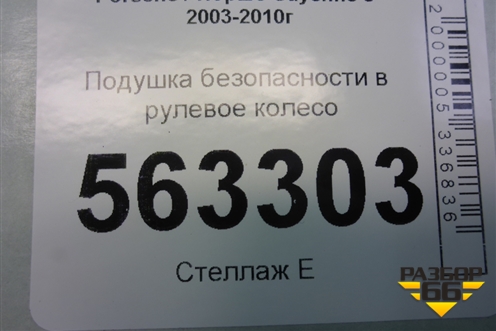 2003-2010г
Подушка безопасности в
рулевое колесо
563303
Стеллаж Е
2000005336836
РАЗБОР
66